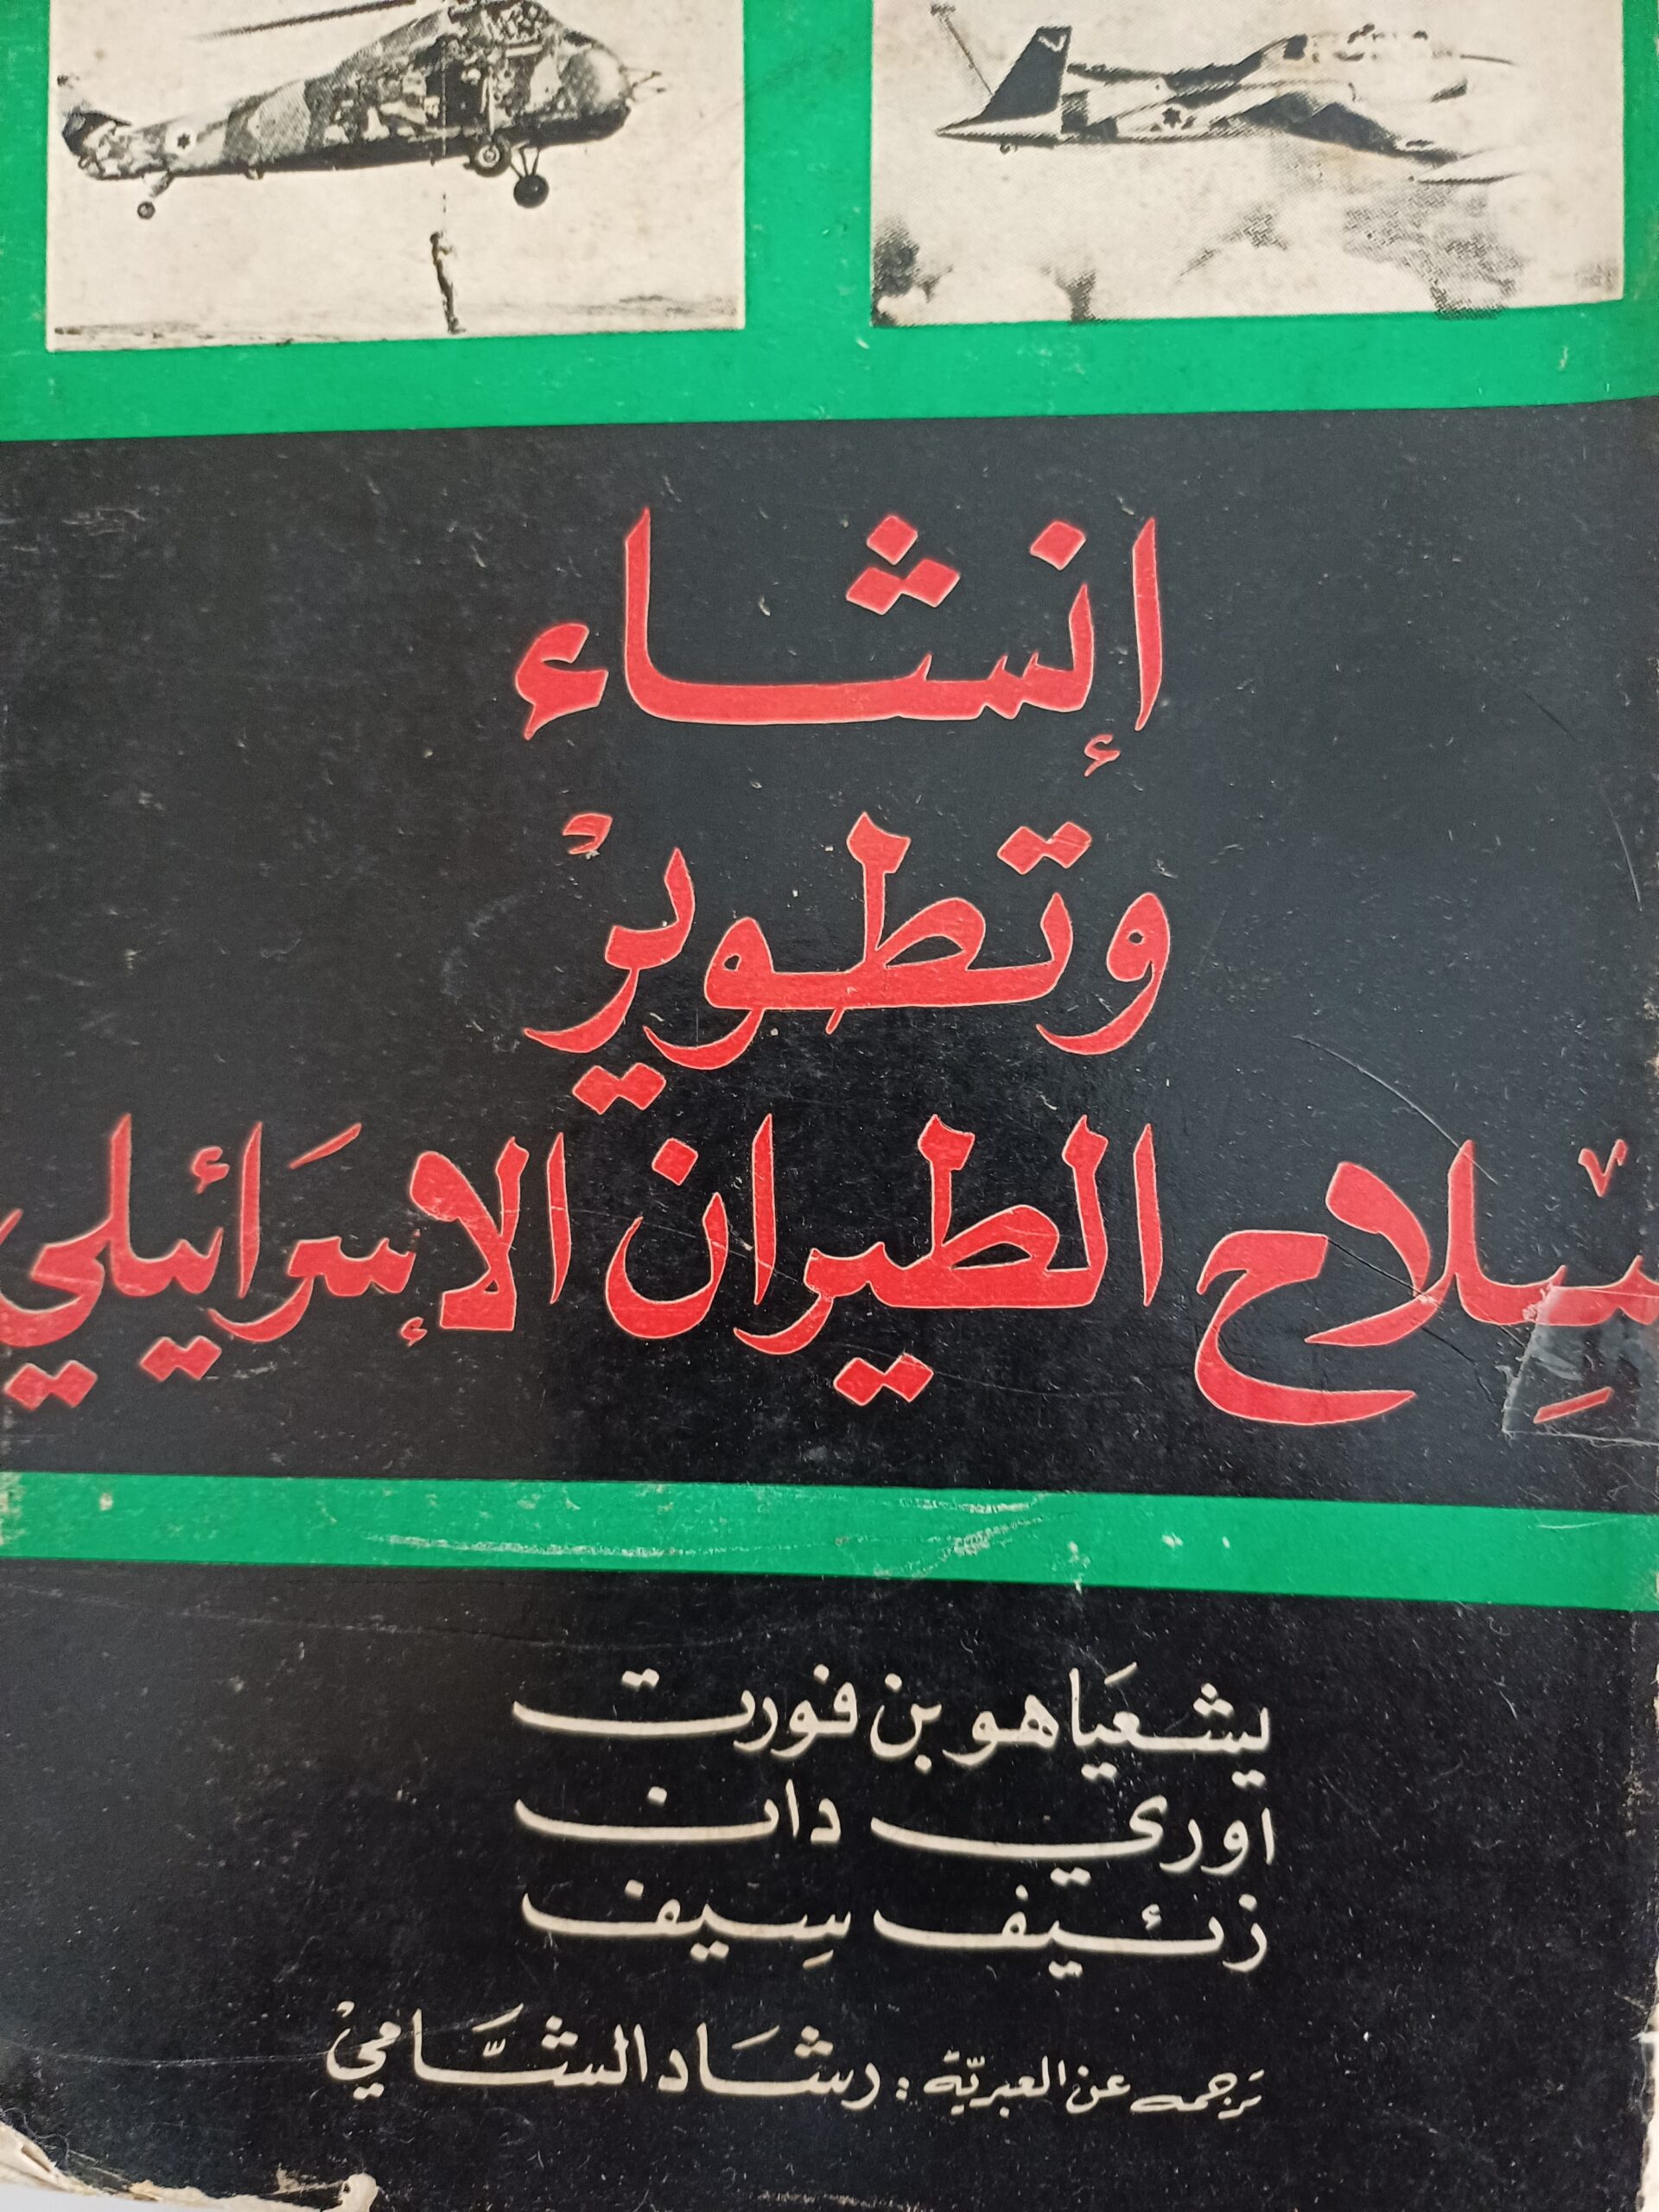 إنشاء
وتطوير
سلاح الطيران الإسرائيلي
يشعياهو بن فورت
اوري دان
زئيف سيف
ترجمه عن العبرية : رشاد الشامي